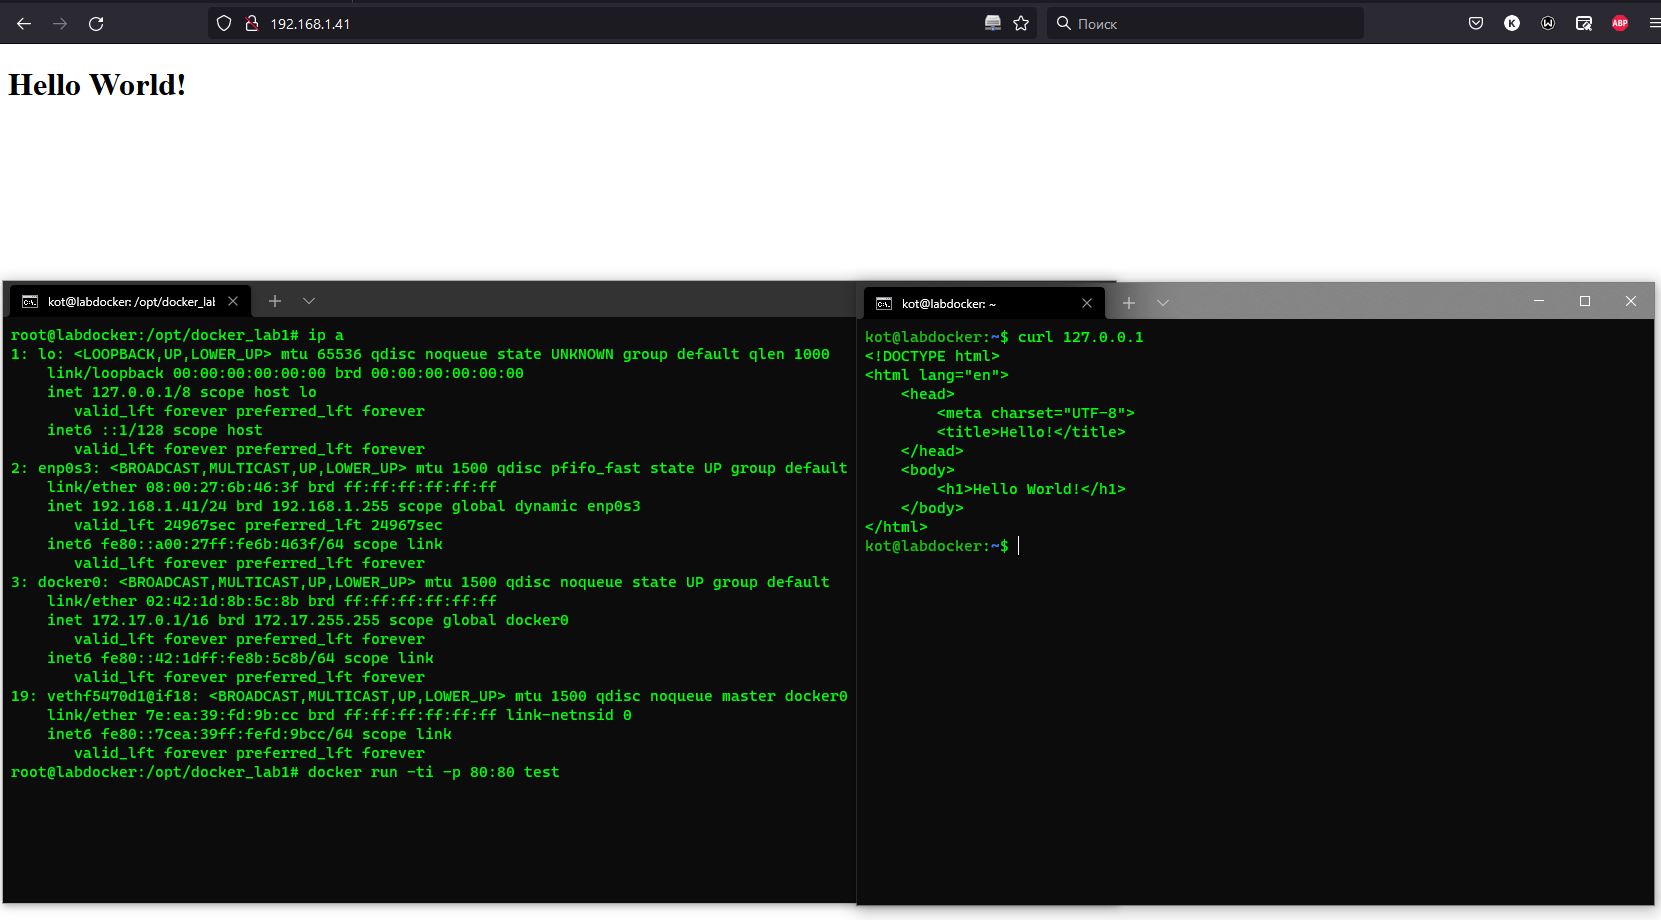 192.168.1.41
Поиск
K
ABP
Hello World!
kot@labdocker: /opt/docker_lab
root@labdocker:/opt/docker_lab1# ip a
1: lo: <LOOPBACK,UP,LOWER_UP> mtu 65536 qdisc noqueue state UNKNOWN group default qlen 1000
    link/loopback 00:00:00:00:00:00 brd 00:00:00:00:00:00
    inet 127.0.0.1/8 scope host lo
       valid_lft forever preferred_lft forever
    inet6 ::1/128 scope host
       valid_lft forever preferred_lft forever
2: enp0s3: <BROADCAST,MULTICAST,UP,LOWER_UP> mtu 1500 qdisc pfifo_fast state UP group default
    link/ether 08:00:27:6b:46:3f brd ff:ff:ff:ff:ff:ff
    inet 192.168.1.41/24 brd 192.168.1.255 scope global dynamic enp0s3
       valid_lft 24967sec preferred_lft 24967sec
    inet6 fe80::a00:27ff:fe6b:463f/64 scope link
       valid_lft forever preferred_lft forever
3: docker0: <BROADCAST,MULTICAST,UP,LOWER_UP> mtu 1500 qdisc noqueue state UP group default
    link/ether 02:42:1d:8b:5c:8b brd ff:ff:ff:ff:ff:ff
    inet 172.17.0.1/16 brd 172.17.255.255 scope global docker0
       valid_lft forever preferred_lft forever
    inet6 fe80::42:1dff:fe8b:5c8b/64 scope link
       valid_lft forever preferred_lft forever
19: vethf5470d1@if18: <BROADCAST,MULTICAST,UP,LOWER_UP> mtu 1500 qdisc noqueue master docker0
    link/ether 7e:ea:39:fd:9b:cc brd ff:ff:ff:ff:ff:ff link-netnsid 0
    inet6 fe80::7cea:39ff:fefd:9bcc/64 scope link
       valid_lft forever preferred_lft forever
root@labdocker:/opt/docker_lab1# docker run -ti -p 80:80 test
kot@labdocker: ~
kot@labdocker:~$ curl 127.0.0.1
<!DOCTYPE html>
<html lang="en">
    <head>
        <meta charset="UTF-8">
        <title>Hello!</title>
    </head>
    <body>
        <h1>Hello World!</h1>
    </body>
</html>
kot@labdocker:~$